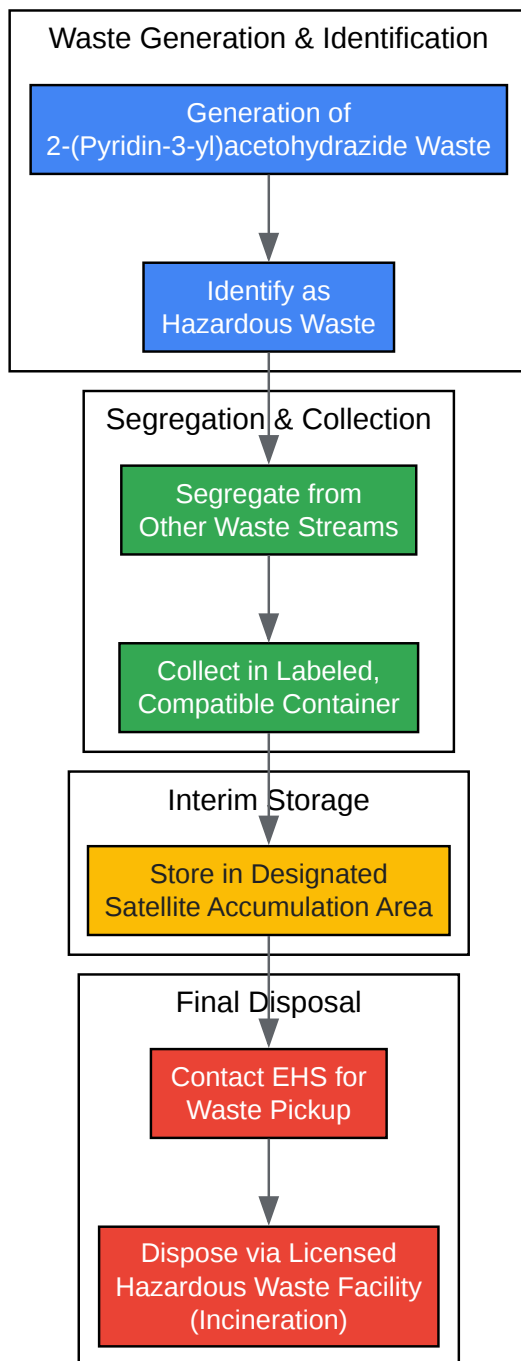 Waste Generation & Identification
Generation of
2-(Pyridin-3-yl)acetohydrazide Waste
Identify as
Hazardous Waste
Segregation & Collection
Segregate from
Other Waste Streams
Collect in Labeled,
Compatible Container
Interim Storage
Store in Designated
Satellite Accumulation Area
Final Disposal
Contact EHS for
Waste Pickup
Dispose via Licensed
Hazardous Waste Facility
(Incineration)